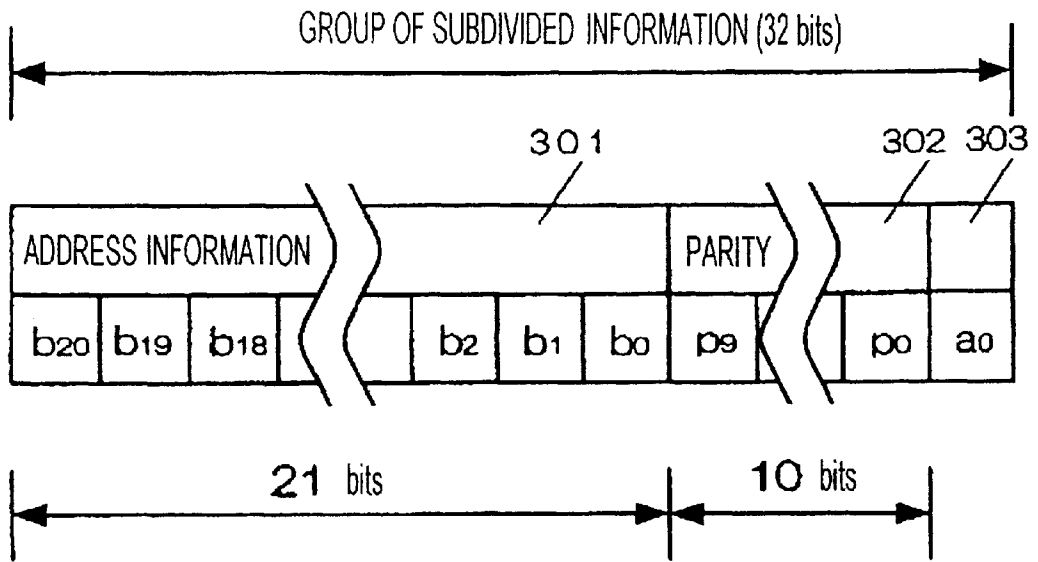 GROUP OF SUBDIVIDED INFORMATION (32 bits)
301 302 303
ADDRESS INFORMATION PARITY
b20 b19 b18 b2 b1 b0 p9 p0 a0
21 bits 10 bits